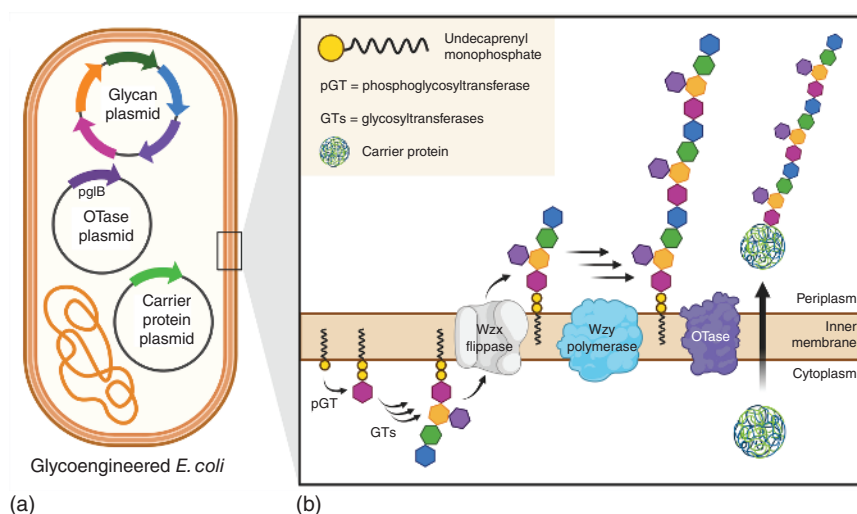 Glycan
plasmid
pglB
OTase
plasmid
Carrier
protein
plasmid
Glycoengineered E. coli
(a)
Undecaprenyl
monophosphate
pGT = phosphoglycosyltransferase
GTs = glycosyltransferases
Carrier protein
Periplasm
Wzx
flippase
Wzy
polymerase
OTase
Inner
membrane
Cytoplasm
pGT
GTs
(b)